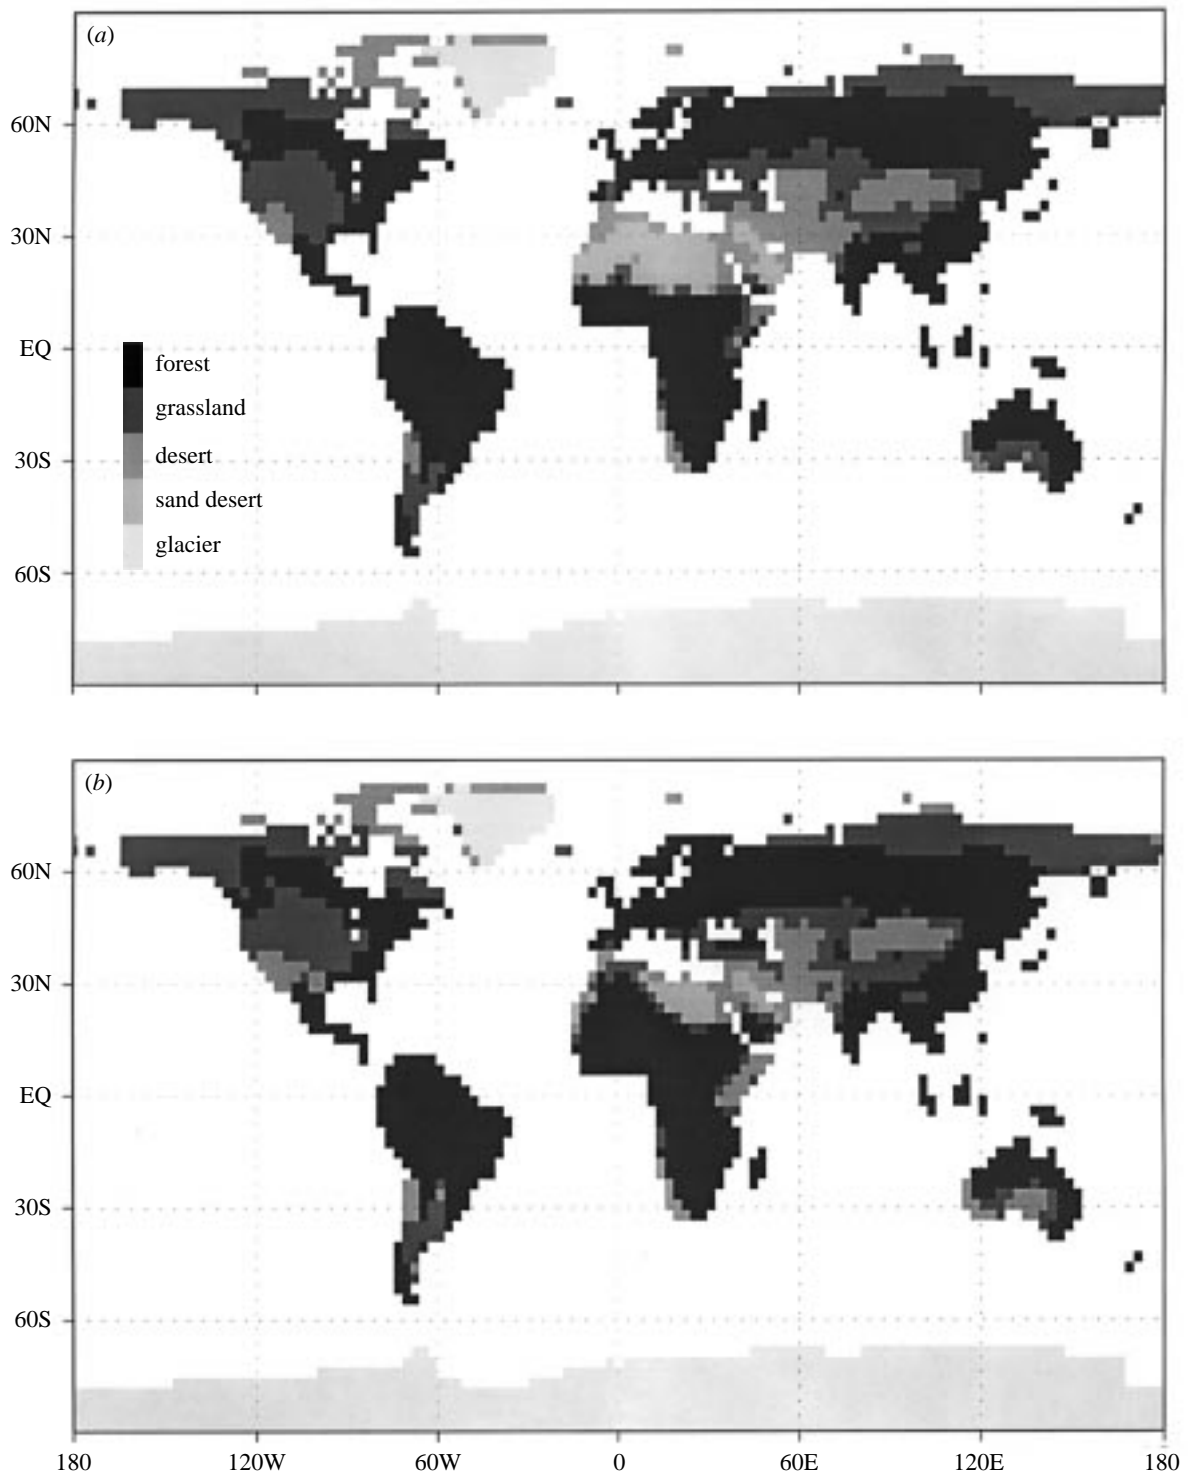 (a)
60N
30N
EQ
30S
60S
forest
grassland
desert
sand desert
glacier
(b)
60N
30N
EQ
30S
60S
180
120W
60W
0
60E
120E
180